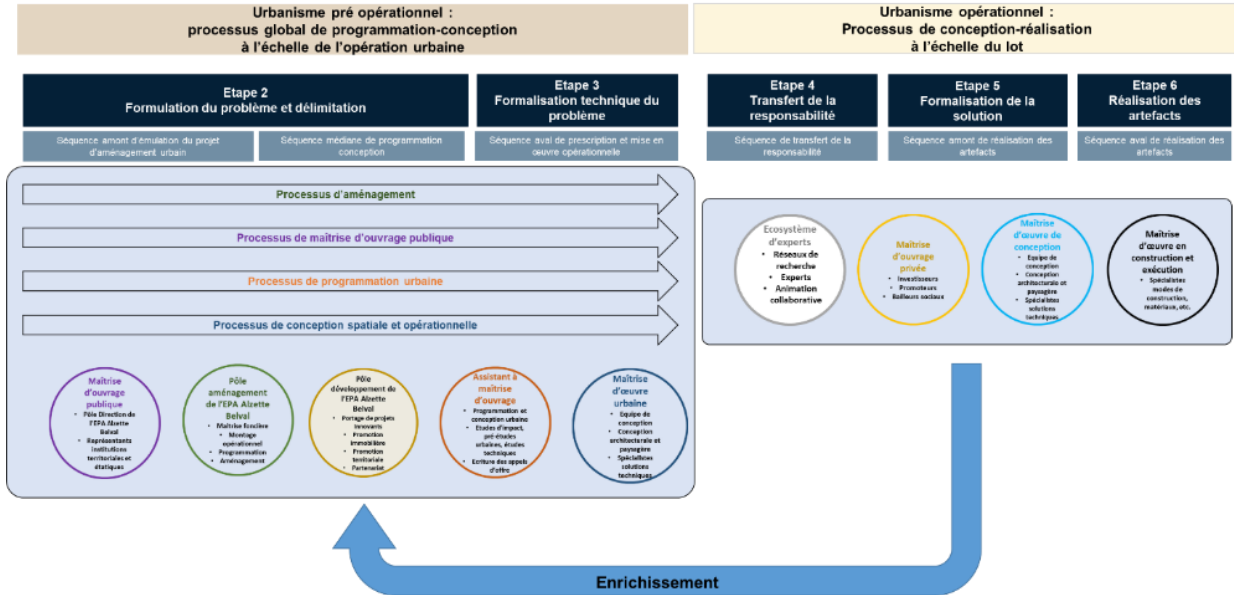 Urbanisme pré opérationnel :
processus global de programmation-conception
à l'échelle de l'opération urbaine
Urbanisme opérationnel :
Processus de conception-réalisation
à l'échelle du lot
Etape 2
Formulation du problème et délimitation
Etape 3
Formalisation technique du
problème
Etape 4
Transfert de la
responsabilité
Etape 5
Formalisation de la
solution
Etape 6
Réalisation des
artefacts
Séquence amont d'émulation du projet
d'aménagement urbain
Séquence médiane de programmation
conception
Séquence aval de prescription et mise en
œuvre opérationnelle
Séquence de transfert de la
responsabilité
Séquence amont de réalisation des
artefacts
Séquence aval de réalisation des
artefacts
Processus d'aménagement
Processus de maîtrise d'ouvrage publique
Processus de programmation urbaine
Processus de conception spatiale et opérationnelle
Maîtrise
d'ouvrage
publique
• Pôle Direction de
l'EPA Alzette
Belval
• Représentants
institutions
territoriales et
étatiques
Pôle
aménagement
de l'EPA Alzette
Belval
• Maîtrise foncière
• Montage
opérationnel
• Programmation
• Aménagement
Pôle
développement de
l'EPA Alzette Belval
• Portage de projets
innovants
• Promotion
immobilière
• Promotion
territoriale
• Partenariat
Assistant à
maîtrise
d'ouvrage
• Programmation et
conception urbaine
• Etudes d'impact,
pré-études
urbaines, études
techniques
• Ecriture des appels
d'offre
Maîtrise
d'œuvre
urbaine
• Equipe de
conception
• Conception
architecturale et
paysagère
• Spécialistes
solutions
techniques
Ecosystème
d'experts
• Réseaux de
recherche
• Experts
• Animation
collaborative
Maîtrise
d'ouvrage
privée
• Investisseurs
• Promoteurs
• Bailleurs sociaux
Maîtrise
d'œuvre de
conception
• Equipe de
conception
• Conception
architecturale et
paysagère
• Spécialistes
solutions
techniques
Maîtrise
d'œuvre en
construction et
exécution
• Spécialistes
modes de
construction,
matériaux, etc.
Enrichissement